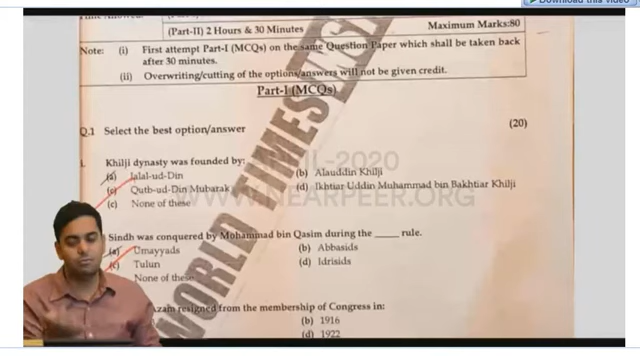 Download this video
(Part-II) 2 Hours & 30 Minutes
Maximum Marks:80
Note: (i) First attempt Part-I (MCQs) on the same Question Paper which shall be taken back
after 30 minutes.
(ii) Overwriting/cutting of the options/answers will not be given credit.
Part-I (MCQs)
Q.1 Select the best option/answer (20)
i. Khilji dynasty was founded by:
(a) Jalal-ud-Din (b) Alauddin Khilji
(c) Qutb-ud-Din Mubarak (d) Ikhtiar Uddin Muhammad bin Bakhtiar Khilji
(c) None of these
Sindh was conquered by Mohammad bin Qasim during the _____ rule.
(a) Umayyads (b) Abbasids
(c) Tulun (d) Idrisids
None of these
Azam resigned from the membership of Congress in:
(b) 1916
(d) 1922
WORLD TIMES
-2020
WWW.NEARPEER.ORG